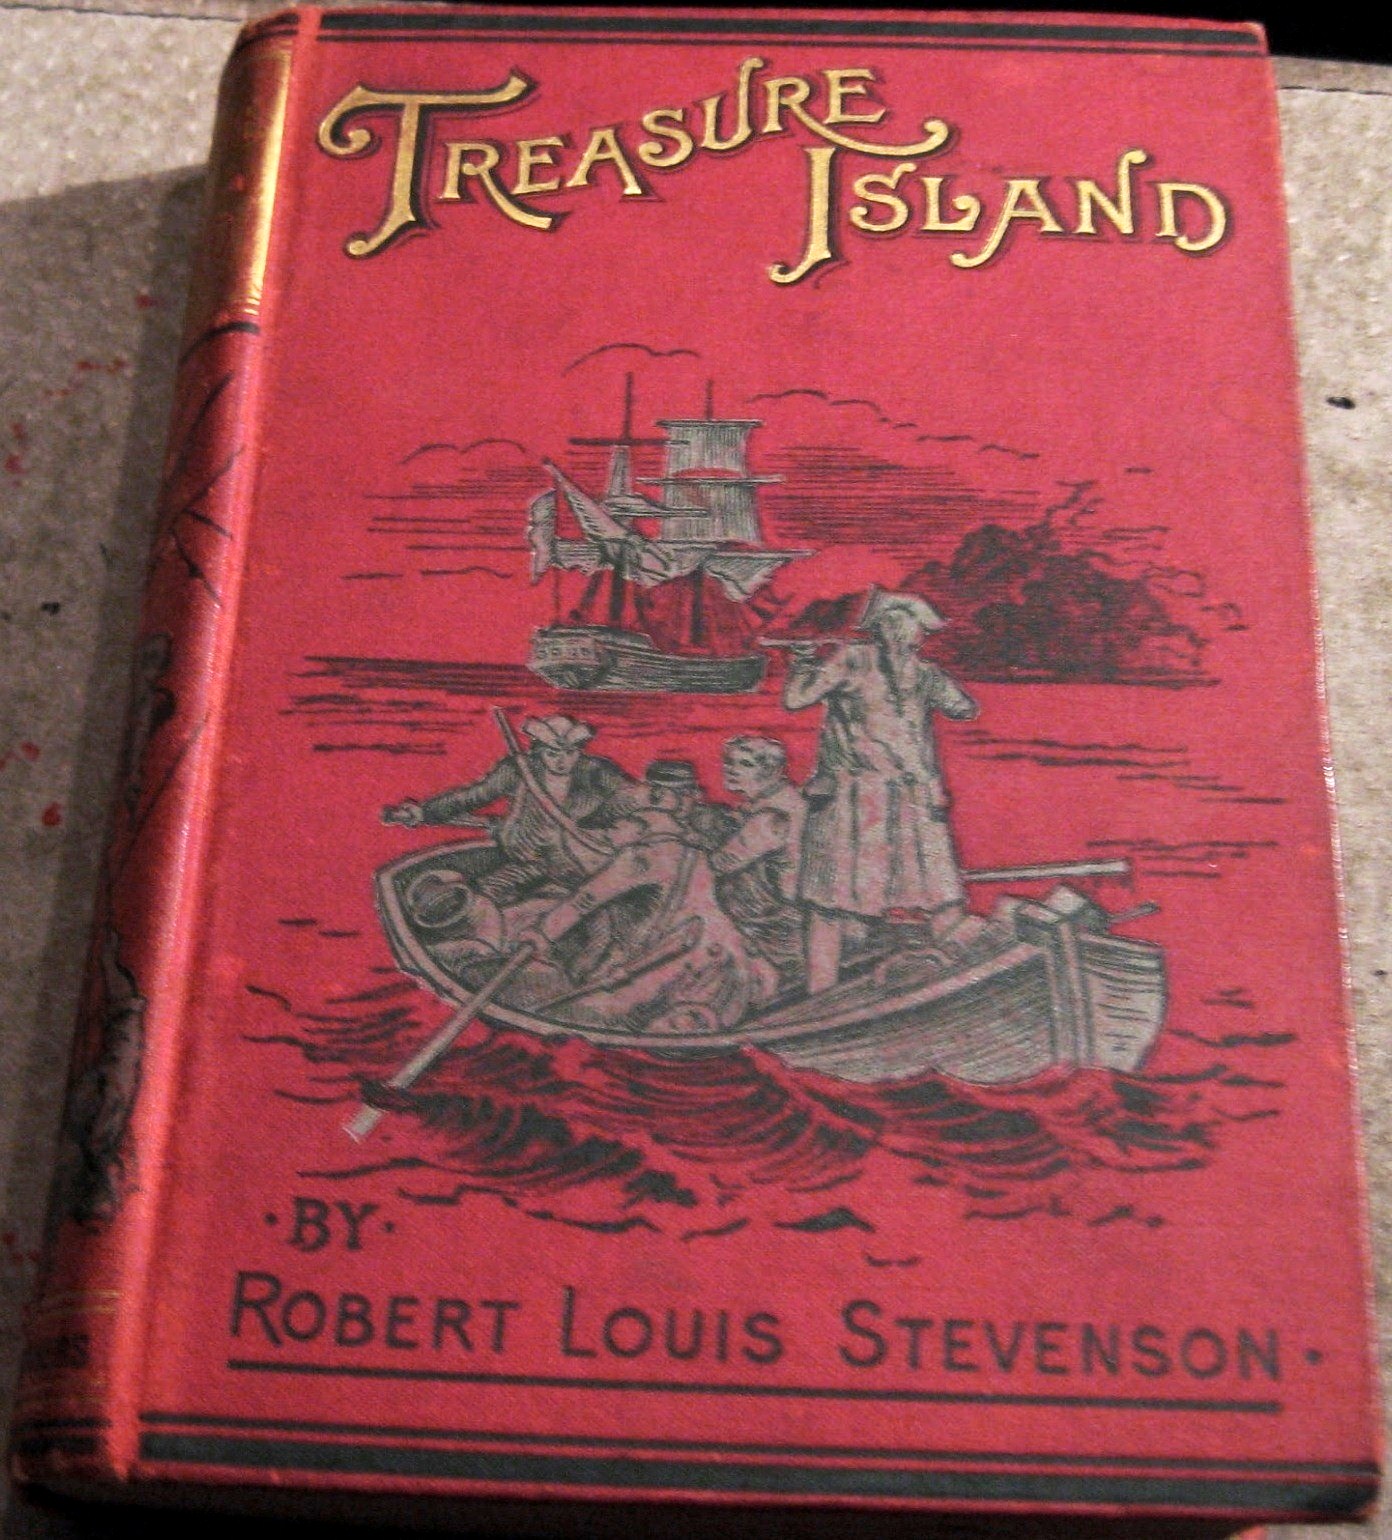 TREASURE
ISLAND
·BY·
ROBERT LOUIS STEVENSON·